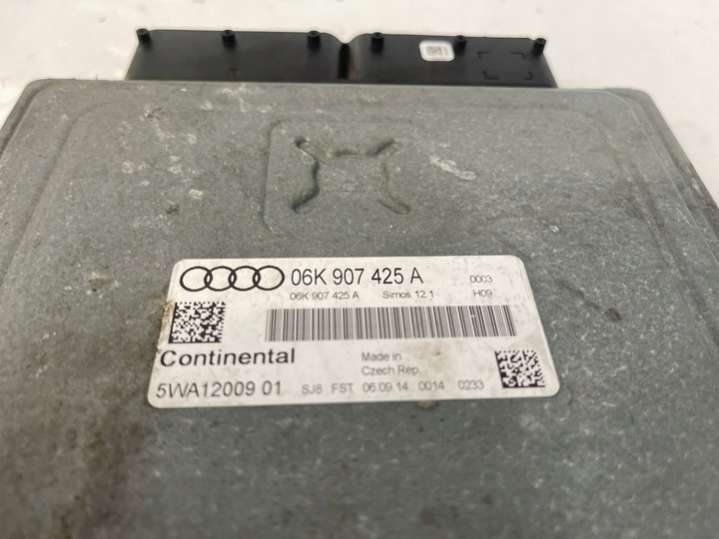 06K 907 425 A 0003
06K 907 425 A Simos 12.1 H09
Continental
Made in
Czech Rep.
5WA12009 01 SJ8 FST 06.09.14 0014 0233